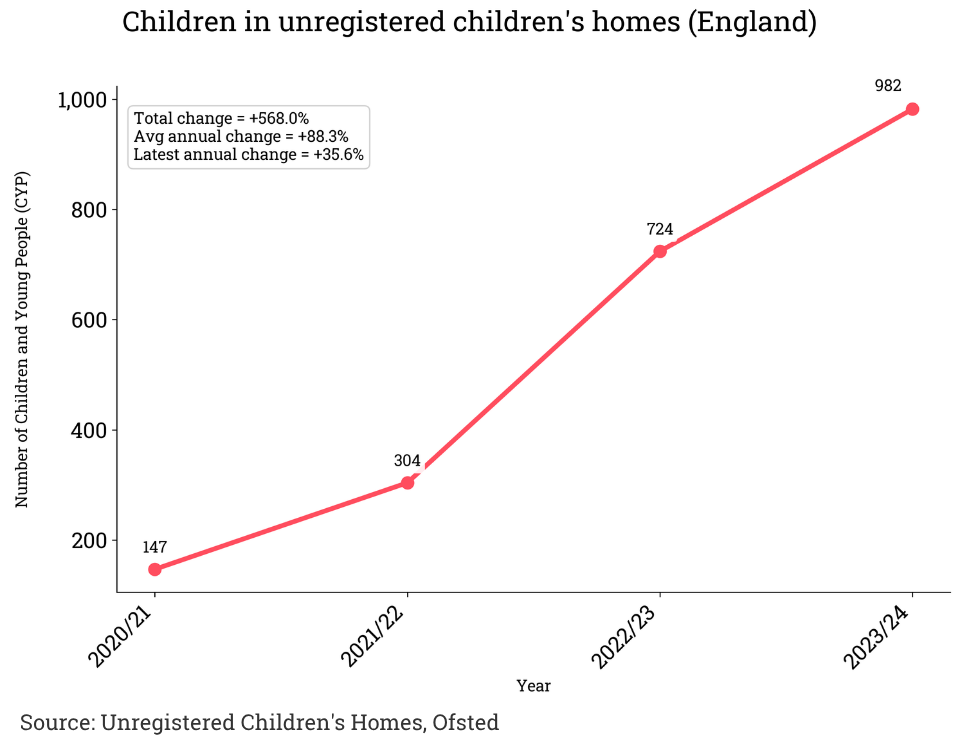 Children in unregistered children's homes (England)
982
1,000
Total change = +568.0%
Avg annual change = +88.3%
Latest annual change = +35.6%
Number of Children and Young People (CYP)
800
724
600
400
304
200
147
2020/21
2021/22
2022/23
2023/24
Year
Source: Unregistered Children's Homes, Ofsted